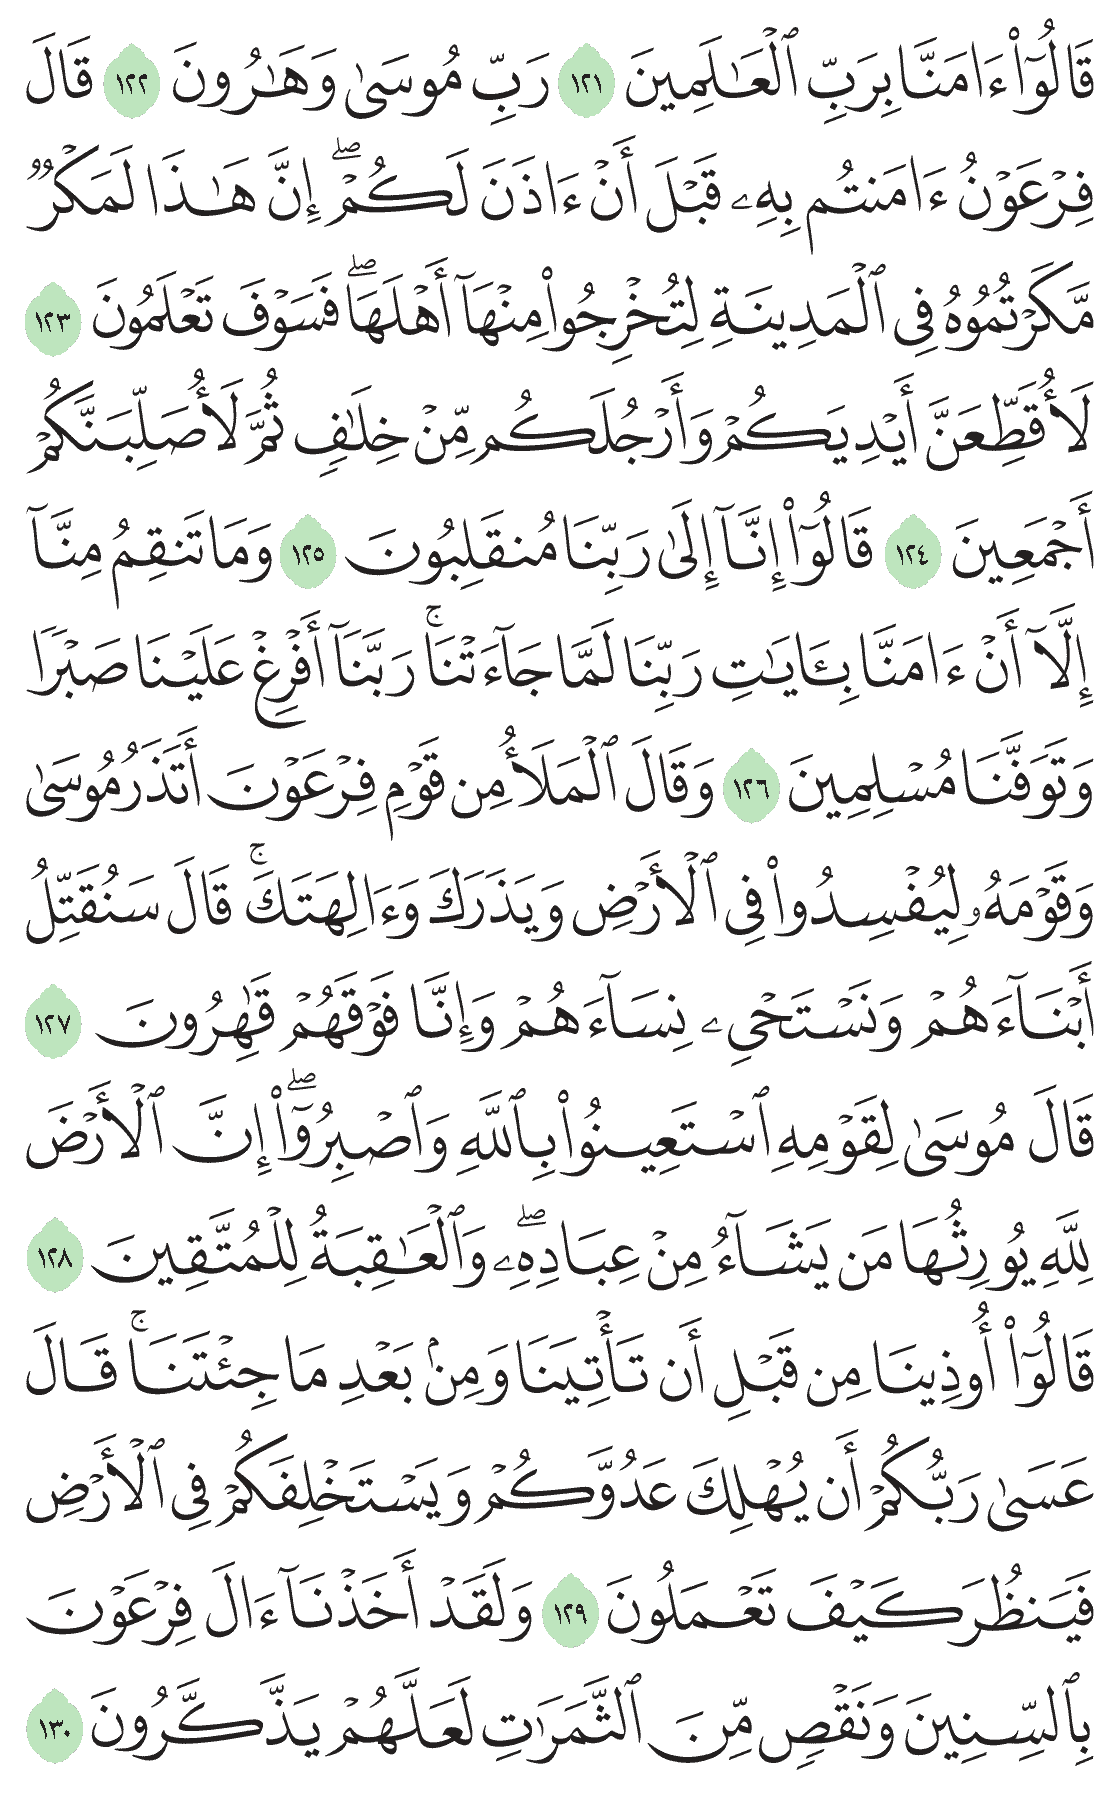 قَالُوٓا۟ ءَامَنَّا بِرَبِّ ٱلْعَـٰلَمِينَ ١٢١ رَبِّ مُوسَىٰ وَهَـٰرُونَ ١٢٢ قَالَ
فِرْعَوْنُ ءَامَنتُم بِهِۦ قَبْلَ أَنْ ءَاذَنَ لَكُمْ ۖ إِنَّ هَـٰذَا لَمَكْرٌ
مَّكَرْتُمُوهُ فِى ٱلْمَدِينَةِ لِتُخْرِجُوا۟ مِنْهَآ أَهْلَهَا ۖ فَسَوْفَ تَعْلَمُونَ ١٢٣
لَأُقَطِّعَنَّ أَيْدِيَكُمْ وَأَرْجُلَكُم مِّنْ خِلَـٰفٍ ثُمَّ لَأُصَلِّبَنَّكُمْ
أَجْمَعِينَ ١٢٤ قَالُوٓا۟ إِنَّآ إِلَىٰ رَبِّنَا مُنقَلِبُونَ ١٢٥ وَمَا تَنقِمُ مِنَّآ
إِلَّآ أَنْ ءَامَنَّا بِـَٔايَـٰتِ رَبِّنَا لَمَّا جَآءَتْنَا ۚ رَبَّنَآ أَفْرِغْ عَلَيْنَا صَبْرًا
وَتَوَفَّنَا مُسْلِمِينَ ١٢٦ وَقَالَ ٱلْمَلَأُ مِن قَوْمِ فِرْعَوْنَ أَتَذَرُ مُوسَىٰ
وَقَوْمَهُۥ لِيُفْسِدُوا۟ فِى ٱلْأَرْضِ وَيَذَرَكَ وَءَالِهَتَكَ ۚ قَالَ سَنُقَتِّلُ
أَبْنَآءَهُمْ وَنَسْتَحْىِۦ نِسَآءَهُمْ وَإِنَّا فَوْقَهُمْ قَـٰهِرُونَ ١٢٧
قَالَ مُوسَىٰ لِقَوْمِهِ ٱسْتَعِينُوا۟ بِٱللَّهِ وَٱصْبِرُوٓا۟ ۖ إِنَّ ٱلْأَرْضَ
لِلَّهِ يُورِثُهَا مَن يَشَآءُ مِنْ عِبَادِهِۦ ۖ وَٱلْعَـٰقِبَةُ لِلْمُتَّقِينَ ١٢٨
قَالُوٓا۟ أُوذِينَا مِن قَبْلِ أَن تَأْتِيَنَا وَمِنۢ بَعْدِ مَا جِئْتَنَا ۚ قَالَ
عَسَىٰ رَبُّكُمْ أَن يُهْلِكَ عَدُوَّكُمْ وَيَسْتَخْلِفَكُمْ فِى ٱلْأَرْضِ
فَيَنظُرَ كَيْفَ تَعْمَلُونَ ١٢٩ وَلَقَدْ أَخَذْنَآ ءَالَ فِرْعَوْنَ
بِٱلسِّنِينَ وَنَقْصٍ مِّنَ ٱلثَّمَرَٰتِ لَعَلَّهُمْ يَذَّكَّرُونَ ١٣٠